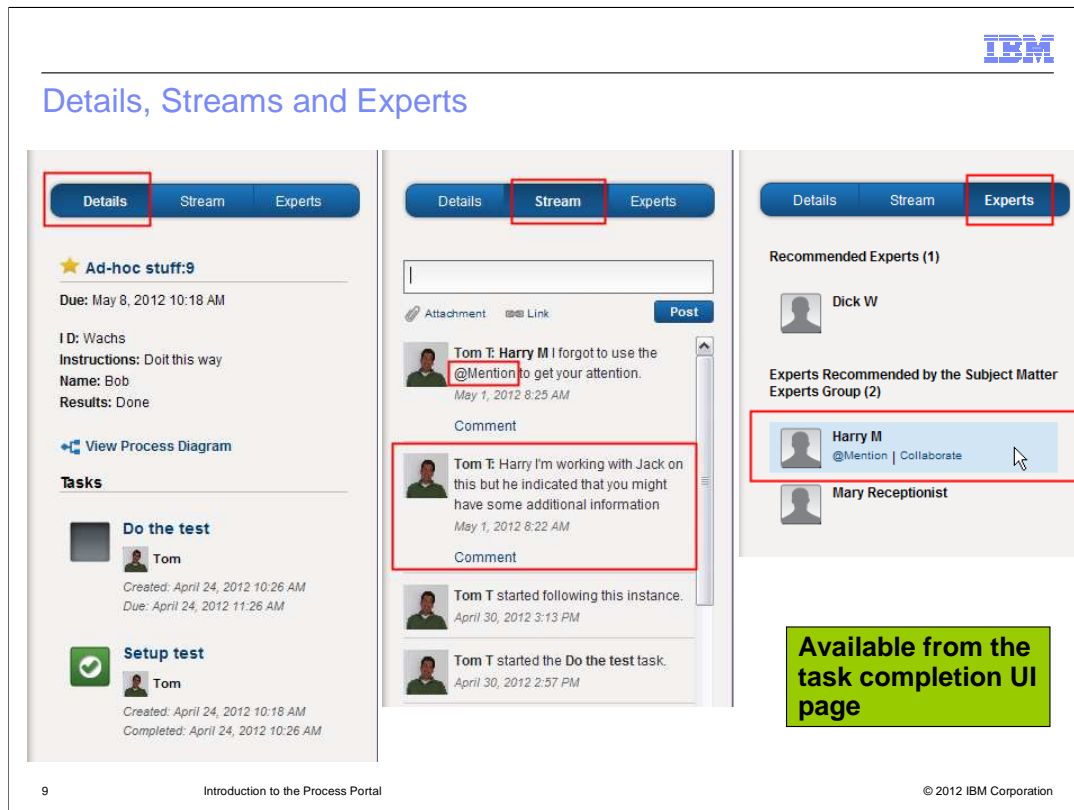 IBM
Details, Streams and Experts
Details Stream Experts
Ad-hoc stuff:9
Due: May 8, 2012 10:18 AM
ID: Wachs
Instructions: Doit this way
Name: Bob
Results: Done
View Process Diagram
Tasks
Do the test
Tom
Created: April 24, 2012 10:26 AM
Due: April 24, 2012 11:26 AM
Setup test
Tom
Created: April 24, 2012 10:18 AM
Completed: April 24, 2012 10:26 AM
Details Stream Experts
Attachment Link Post
Tom T: Harry M I forgot to use the
@Mention to get your attention.
May 1, 2012 8:25 AM
Comment
Tom T: Harry I'm working with Jack on
this but he indicated that you might
have some additional information
May 1, 2012 8:22 AM
Comment
Tom T started following this instance.
April 30, 2012 3:13 PM
Tom T started the Do the test task.
April 30, 2012 2:57 PM
Details Stream Experts
Recommended Experts (1)
Dick W
Experts Recommended by the Subject Matter
Experts Group (2)
Harry M
@Mention | Collaborate
Mary Receptionist
Available from the
task completion UI
page
9 Introduction to the Process Portal © 2012 IBM Corporation